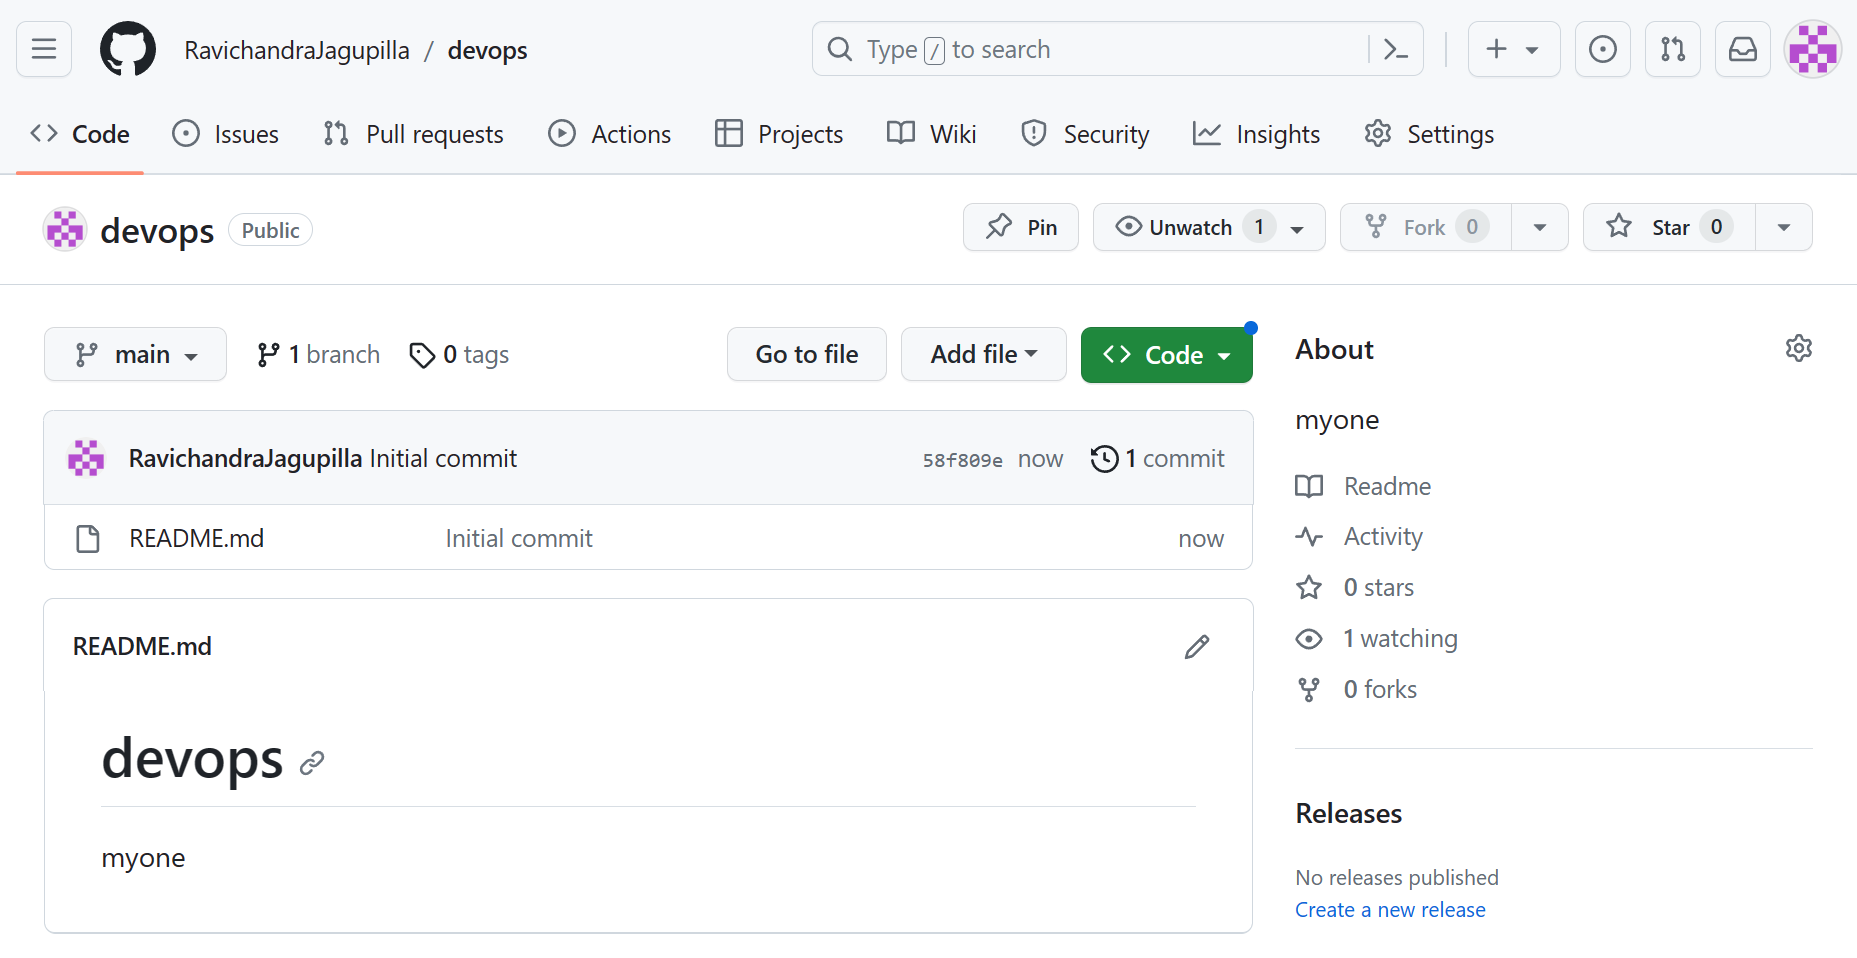 RavichandraJagupilla / devops
Type / to search
Code Issues Pull requests Actions Projects Wiki Security Insights Settings
devops Public
Pin Unwatch 1 Fork 0 Star 0
main 1 branch 0 tags Go to file Add file Code
RavichandraJagupilla Initial commit 58f809e now 1 commit
README.md Initial commit now
README.md
devops
myone
About
myone
Readme
Activity
0 stars
1 watching
0 forks
Releases
No releases published
Create a new release